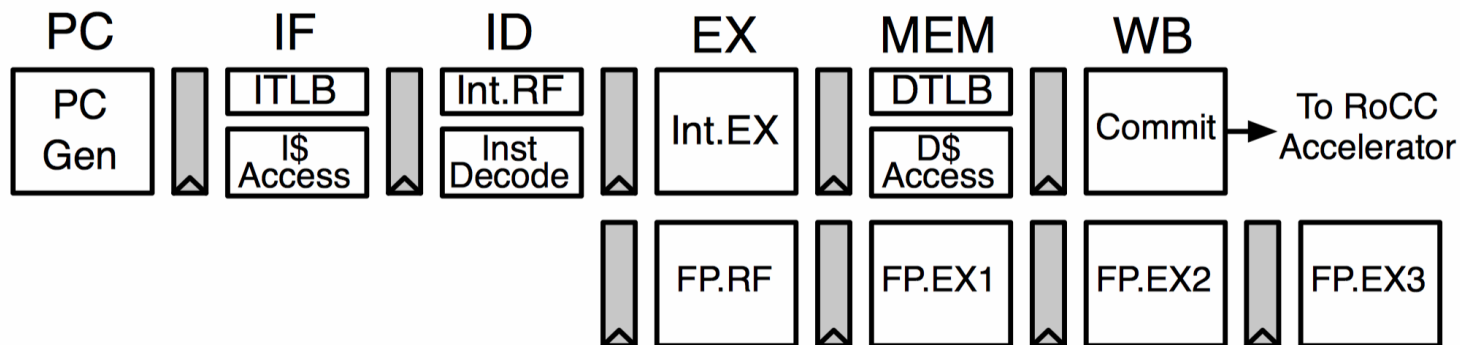 PC IF ID EX MEM WB
PC
Gen
ITLB
I$
Access
Int.RF
Inst
Decode
Int.EX
DTLB
D$
Access
Commit
To RoCC
Accelerator
FP.RF
FP.EX1
FP.EX2
FP.EX3